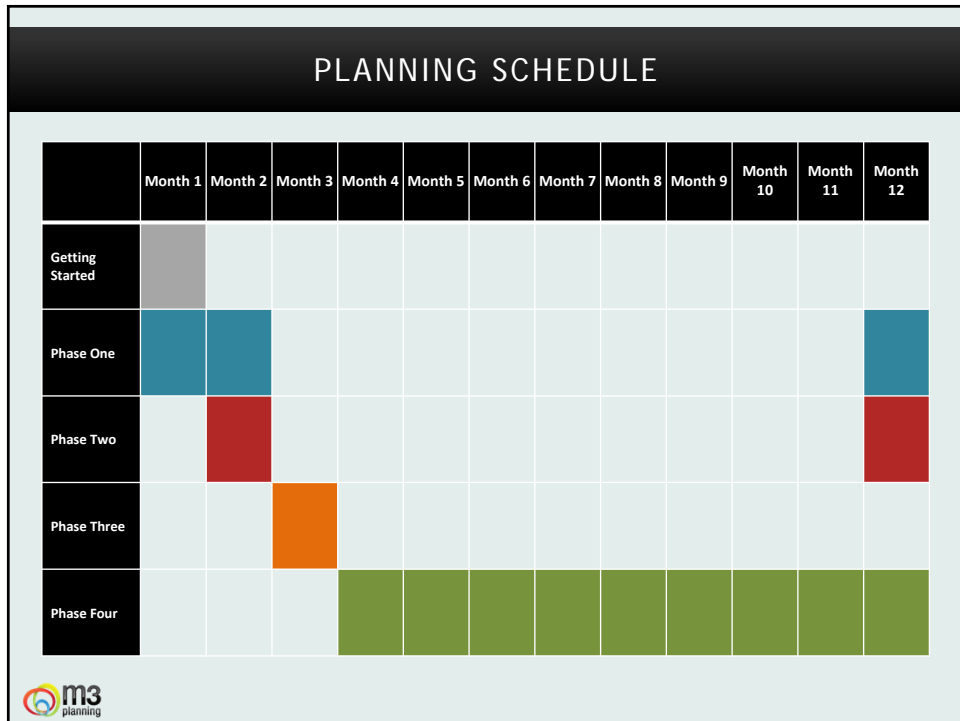 PLANNING SCHEDULE
Month 1 Month 2 Month 3 Month 4 Month 5 Month 6 Month 7 Month 8 Month 9 Month 10 Month 11 Month 12
Getting
Started
Phase One
Phase Two
Phase Three
Phase Four
m3
planning